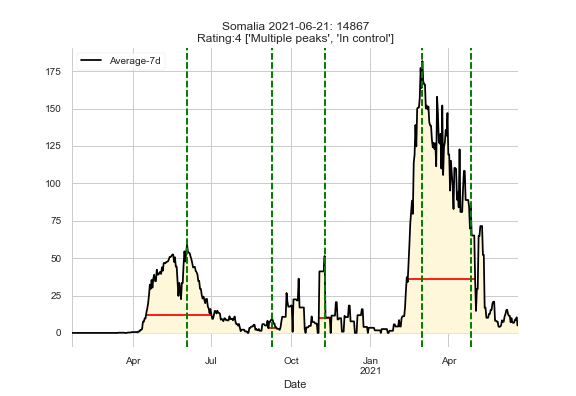 Somalia 2021-06-21: 14867
Rating:4 ['Multiple peaks', 'In control']
Average-7d
175
150
125
100
75
50
25
0
Apr Jul Oct Jan Apr
2021
Date